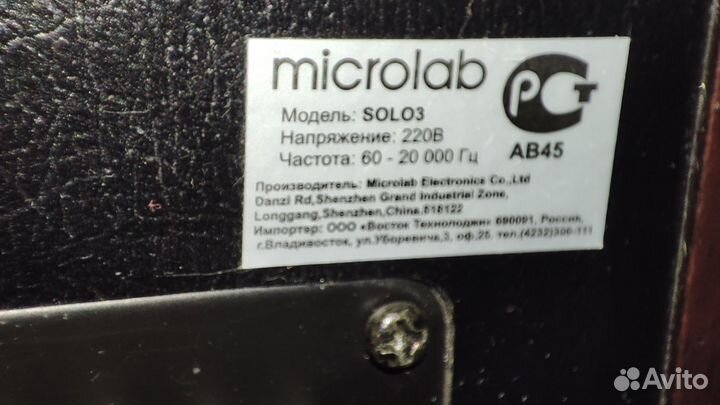 microlab
РСТ
АВ45
Модель: SOLO3
Напряжение: 220В
Частота: 60 - 20 000 Гц
Производитель: Microlab Electronics Co.,Ltd
Danzi Rd,Shenzhen Grand Industrial Zone,
Longgang,Shenzhen,China.518122
Импортер: ООО «Восток Технолоджи» 690091, Россия,
г.Владивосток, ул.Уборевича,3, оф.25. тел.(4232)300-111
Avito